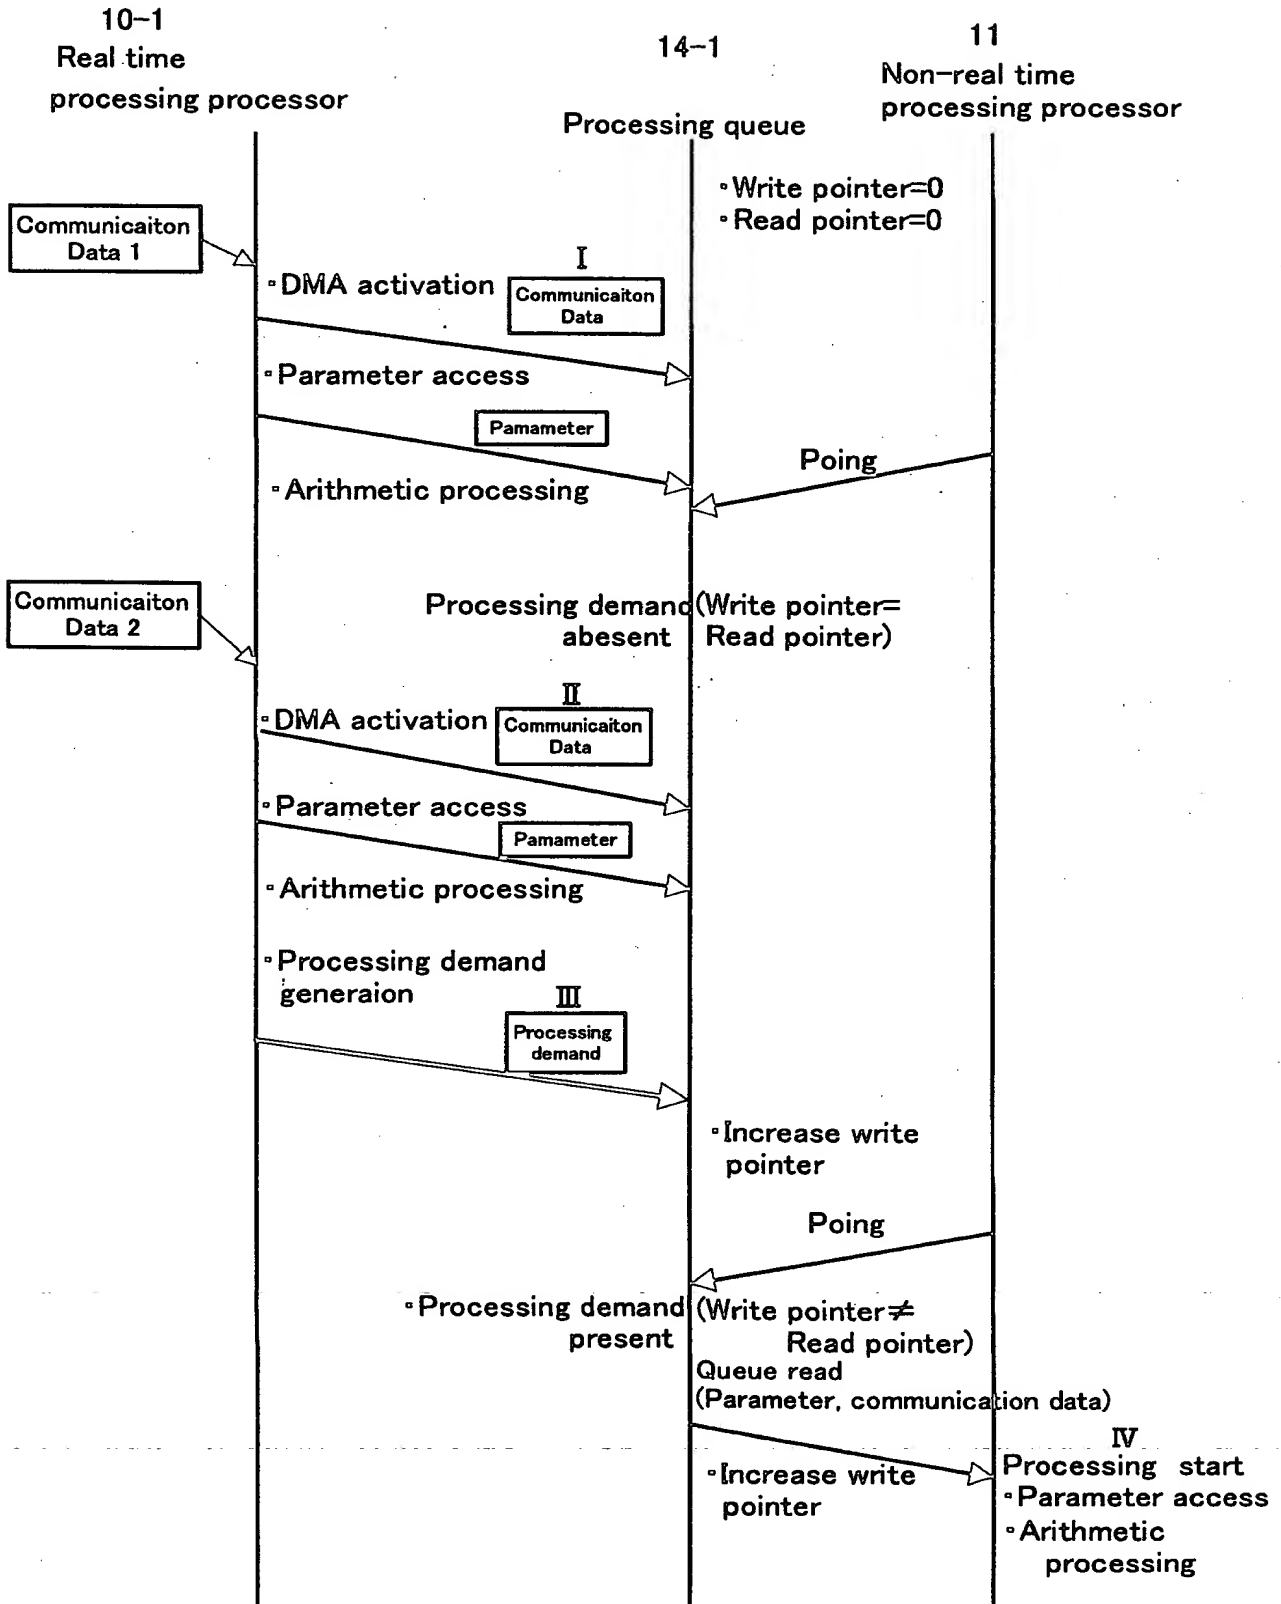 10-1
Real time
processing processor
14-1
Processing queue
11
Non-real time
processing processor
▫Write pointer=0
▫Read pointer=0
Communicaiton
Data 1
▫DMA activation
I
Communicaiton
Data
▫Parameter access
Pamameter
▫Arithmetic processing
Poing
Communicaiton
Data 2
Processing demand (Write pointer=
abesent Read pointer)
▫DMA activation
II
Communicaiton
Data
▫Parameter access
Pamameter
▫Arithmetic processing
▫Processing demand
generaion
III
Processing
demand
▫Increase write
pointer
Poing
▫Processing demand (Write pointer≠
present Read pointer)
Queue read
(Parameter, communication data)
▫Increase write
pointer
IV
Processing start
▫Parameter access
▫Arithmetic
processing